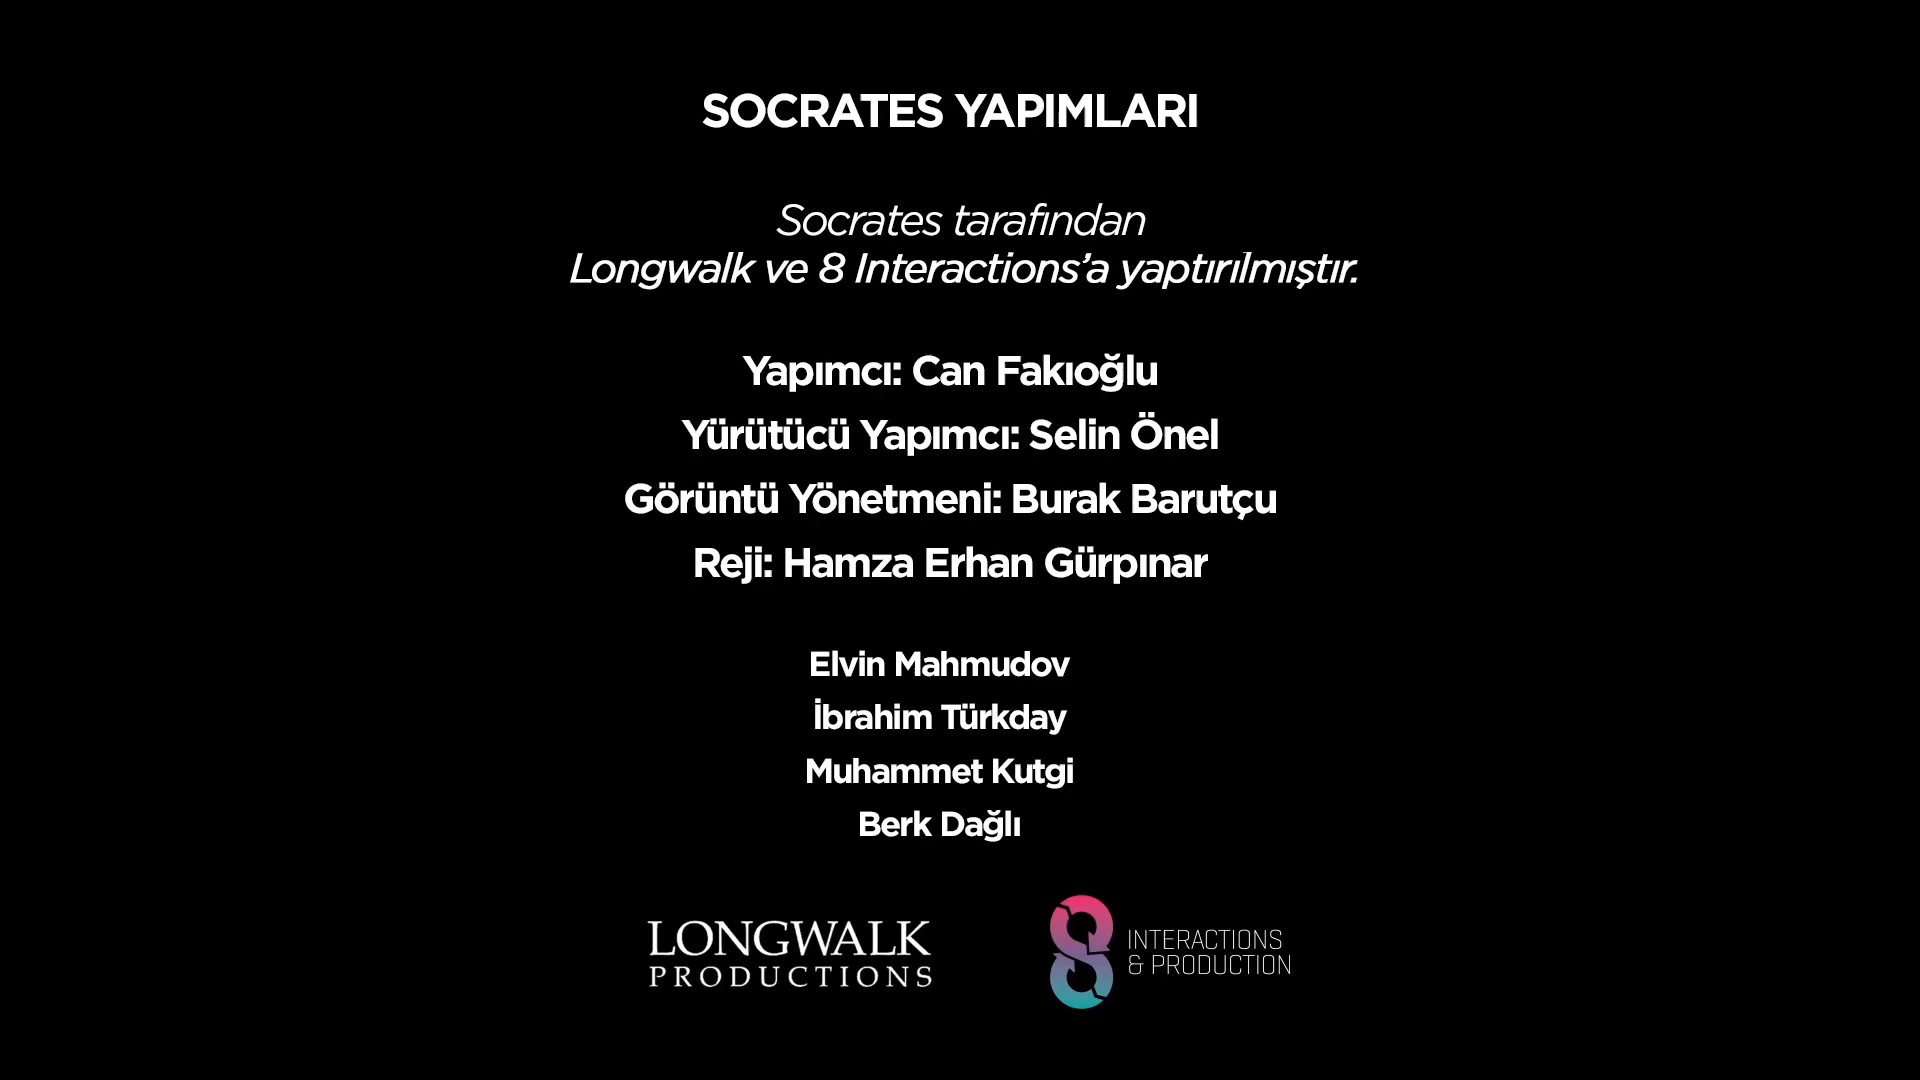 SOCRATES YAPIMLARI
Socrates tarafından
Longwalk ve 8 Interactions’a yaptırılmıştır.
Yapımcı: Can Fakıoğlu
Yürütücü Yapımcı: Selin Önel
Görüntü Yönetmeni: Burak Barutçu
Reji: Hamza Erhan Gürpınar
Elvin Mahmudov
İbrahim Türkday
Muhammet Kutgi
Berk Dağlı
LONGWALK
PRODUCTIONS
8 INTERACTIONS
& PRODUCTION